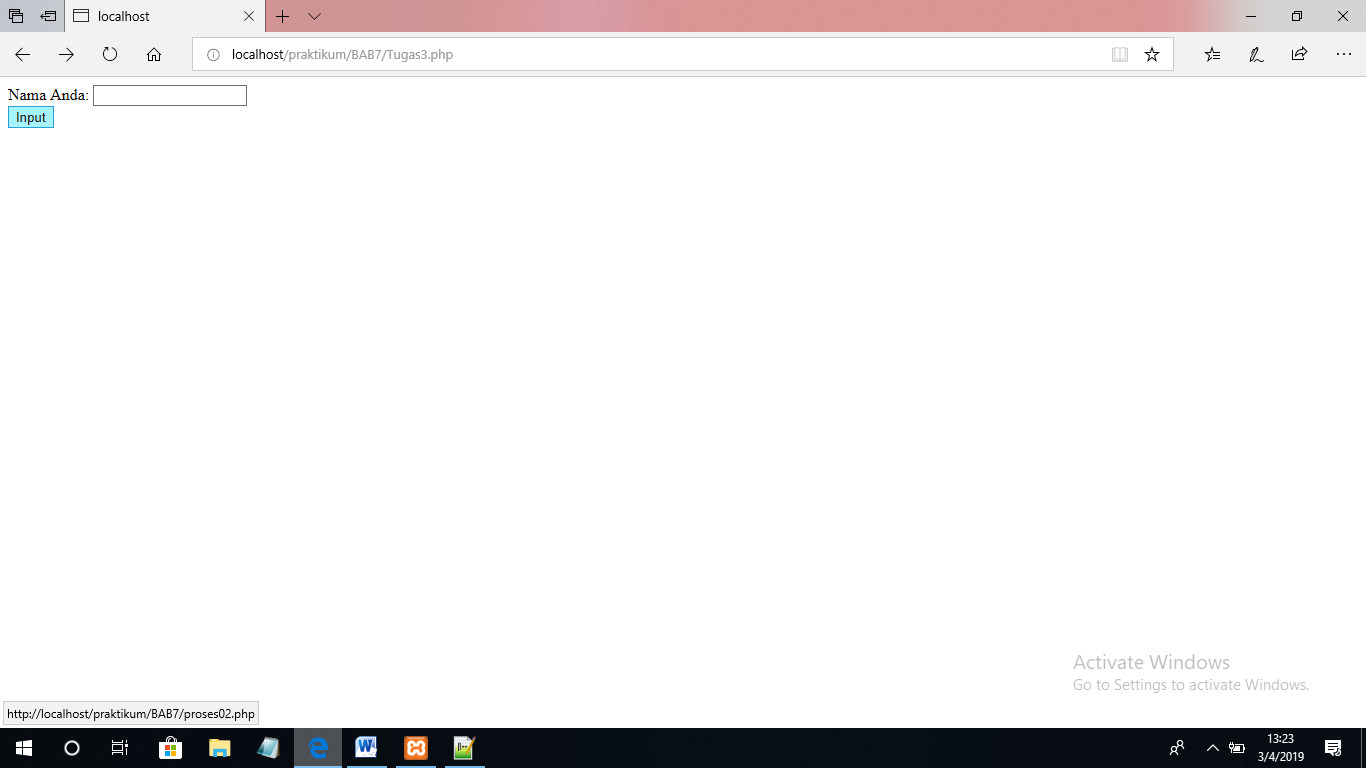 localhost
localhost/praktikum/BAB7/Tugas3.php
Nama Anda:
Input
Activate Windows
Go to Settings to activate Windows.
http://localhost/praktikum/BAB7/proses02.php
13:23
3/4/2019